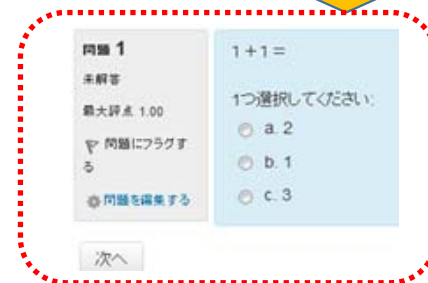 問題 1
未解答
最大評点 1.00
問題にフラグす
る
問題を編集する
1+1=
1つ選択してください:
a. 2
b. 1
c. 3
次へ